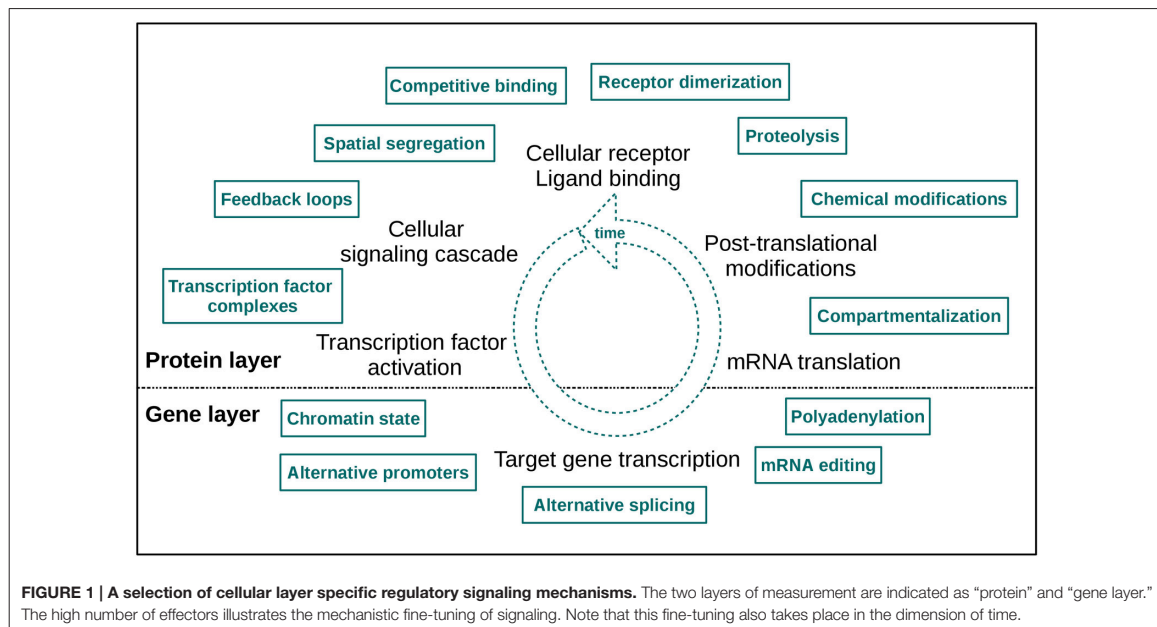 Competitive binding
Receptor dimerization
Spatial segregation
Proteolysis
Cellular receptor
Ligand binding
Feedback loops
Chemical modifications
Cellular
signaling cascade
time
Post-translational
modifications
Transcription factor
complexes
Compartmentalization
Transcription factor
activation
mRNA translation
Protein layer
Gene layer
Chromatin state
Polyadenylation
Alternative promoters
Target gene transcription
mRNA editing
Alternative splicing
FIGURE 1 | A selection of cellular layer specific regulatory signaling mechanisms. The two layers of measurement are indicated as “protein” and “gene layer.”
The high number of effectors illustrates the mechanistic fine-tuning of signaling. Note that this fine-tuning also takes place in the dimension of time.